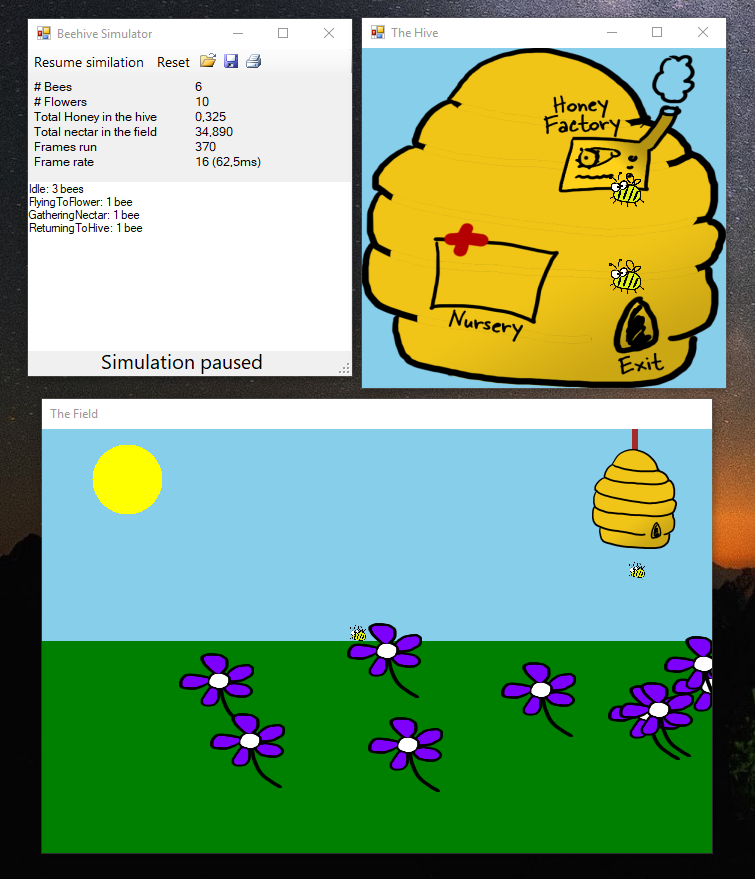 Beehive Simulator
Resume similation Reset
# Bees 6
# Flowers 10
Total Honey in the hive 0,325
Total nectar in the field 34,890
Frames run 370
Frame rate 16 (62,5ms)
Idle: 3 bees
FlyingToFlower: 1 bee
GatheringNectar: 1 bee
ReturningToHive: 1 bee
Simulation paused
The Hive
Honey
Factory
Nursery
Exit
The Field